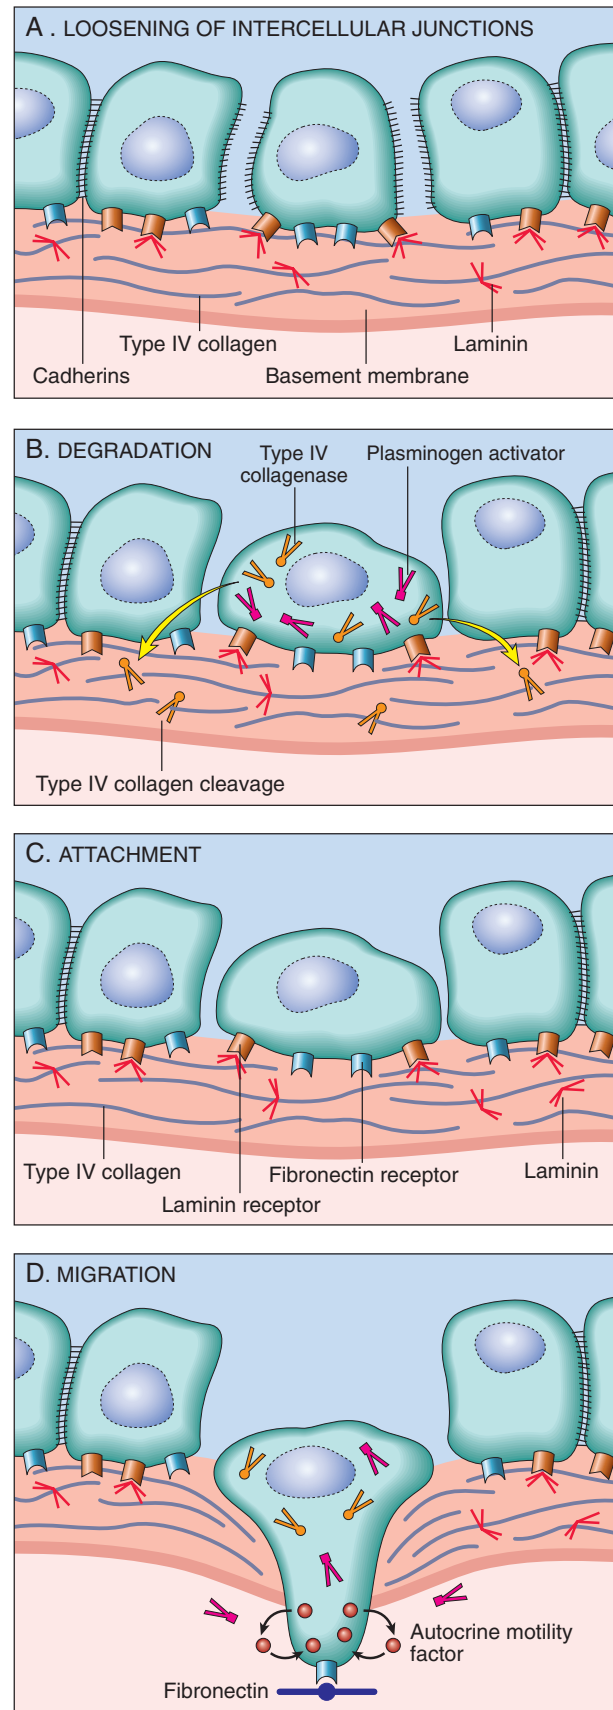 A . LOOSENING OF INTERCELLULAR JUNCTIONS
Type IV collagen
Laminin
Cadherins
Basement membrane
B. DEGRADATION
Type IV
collagenase
Plasminogen activator
Type IV collagen cleavage
C. ATTACHMENT
Type IV collagen
Fibronectin receptor
Laminin
Laminin receptor
D. MIGRATION
Autocrine motility
factor
Fibronectin